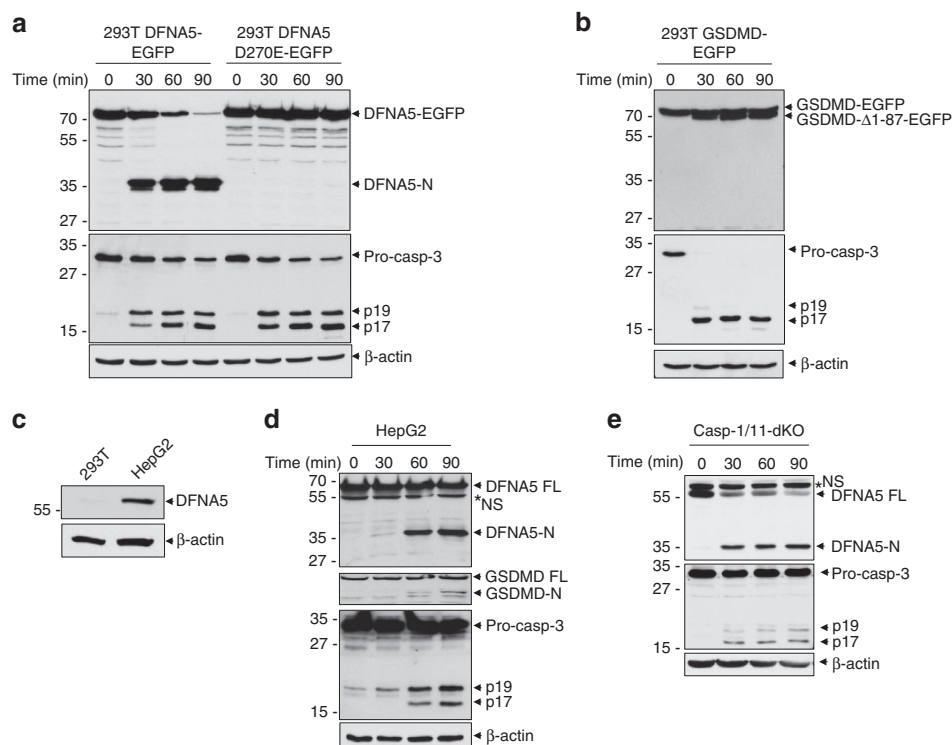 a
293T DFNA5-
EGFP
293T DFNA5
D270E-EGFP
Time (min) 0 30 60 90 0 30 60 90
70 -
35 -
27 -
DFNA5-EGFP
DFNA5-N
35 -
27 -
15 -
Pro-casp-3
p19
p17
β-actin
b
293T GSDMD-
EGFP
Time (min) 0 30 60 90
70 -
55 -
35 -
27 -
GSDMD-EGFP
GSDMD-Δ1-87-EGFP
35 -
27 -
15 -
Pro-casp-3
p19
p17
β-actin
c
293T HepG2
55 -
DFNA5
β-actin
d
HepG2
Time (min) 0 30 60 90
70 -
55 -
35 -
27 -
DFNA5 FL
*NS
DFNA5-N
GSDMD FL
GSDMD-N
35 -
27 -
15 -
Pro-casp-3
p19
p17
β-actin
e
Casp-1/11-dKO
Time (min) 0 30 60 90
55 -
35 -
*NS
DFNA5 FL
DFNA5-N
35 -
27 -
15 -
Pro-casp-3
p19
p17
β-actin